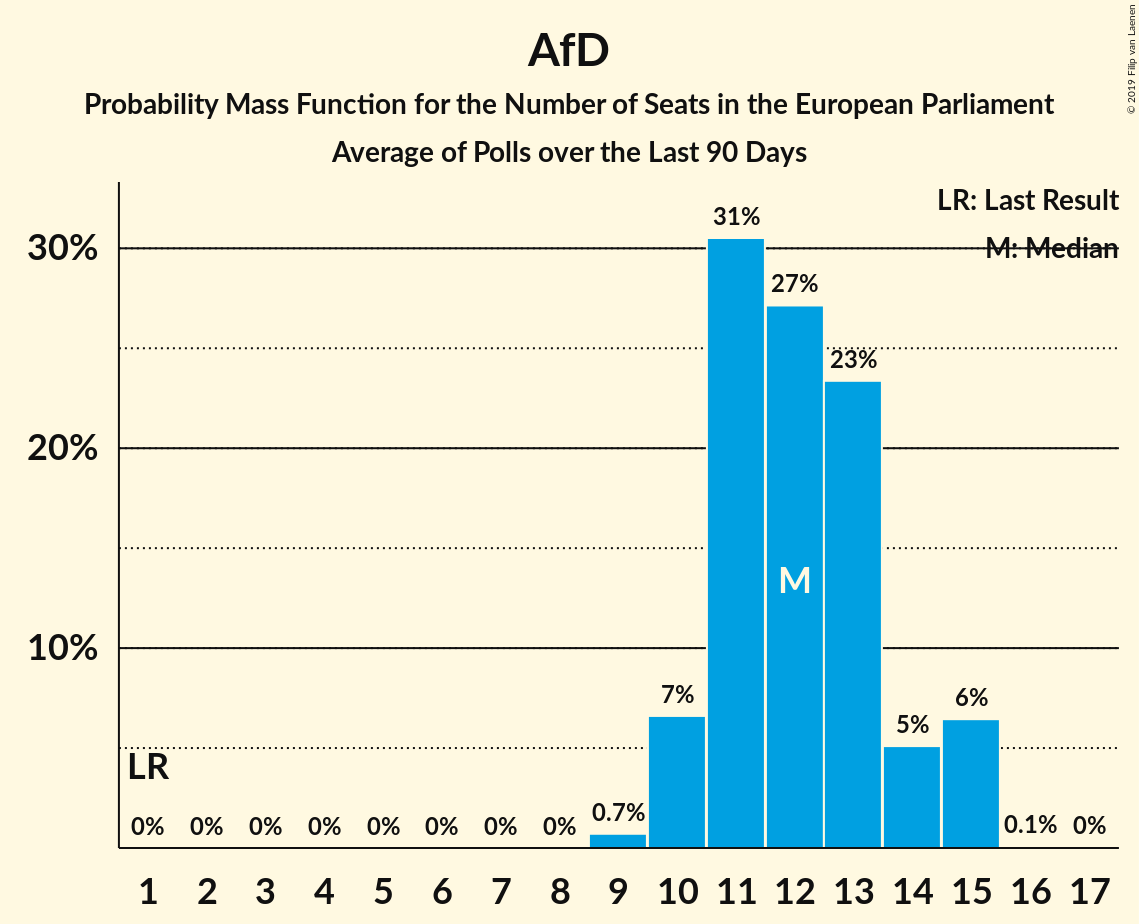 © 2019 Filip van Laenen
AfD
Probability Mass Function for the Number of Seats in the European Parliament
Average of Polls over the Last 90 Days
LR: Last Result
M: Median
30%
20%
10%
31%
27%
23%
7%
5%
6%
0.7%
0.1%
0%
M
LR
0% 0% 0% 0% 0% 0% 0% 0%
1 2 3 4 5 6 7 8 9 10 11 12 13 14 15 16 17